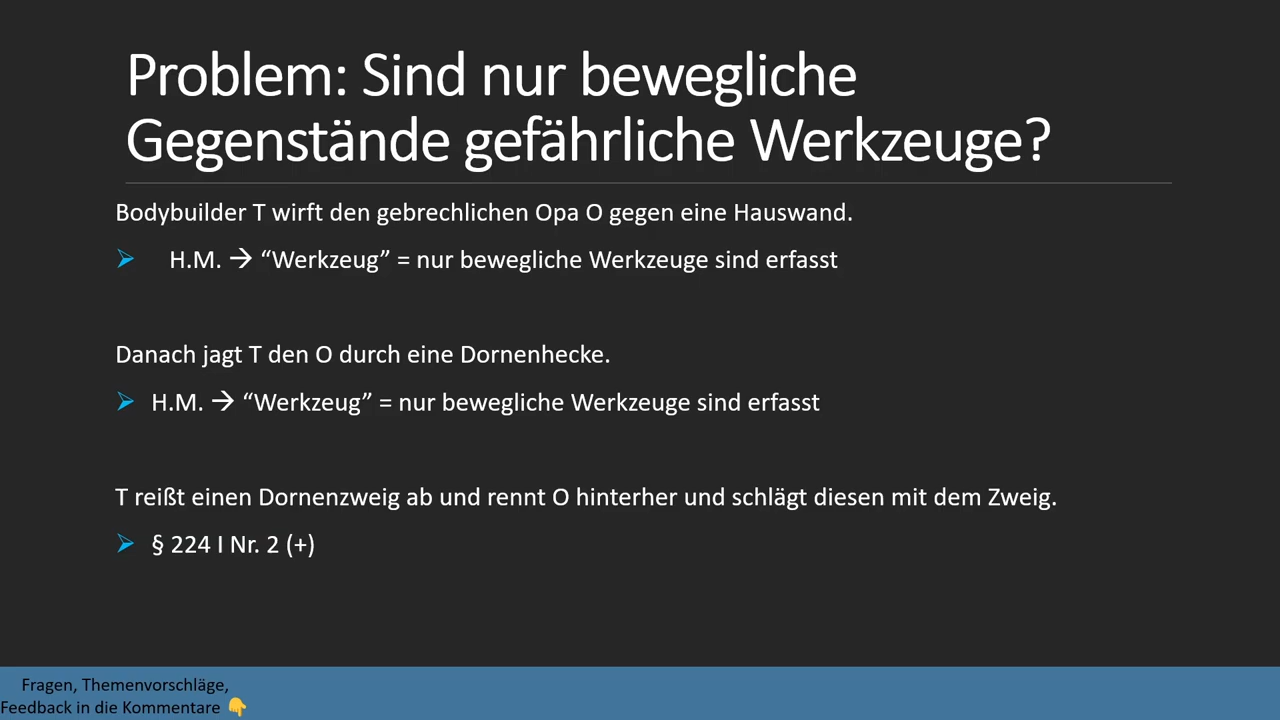 Problem: Sind nur bewegliche
Gegenstände gefährliche Werkzeuge?
Bodybuilder T wirft den gebrechlichen Opa O gegen eine Hauswand.
➢ H.M. → “Werkzeug” = nur bewegliche Werkzeuge sind erfasst
Danach jagt T den O durch eine Dornenhecke.
➢ H.M. → “Werkzeug” = nur bewegliche Werkzeuge sind erfasst
T reißt einen Dornenzweig ab und rennt O hinterher und schlägt diesen mit dem Zweig.
➢ § 224 I Nr. 2 (+)
Fragen, Themenvorschläge,
Feedback in die Kommentare 👇